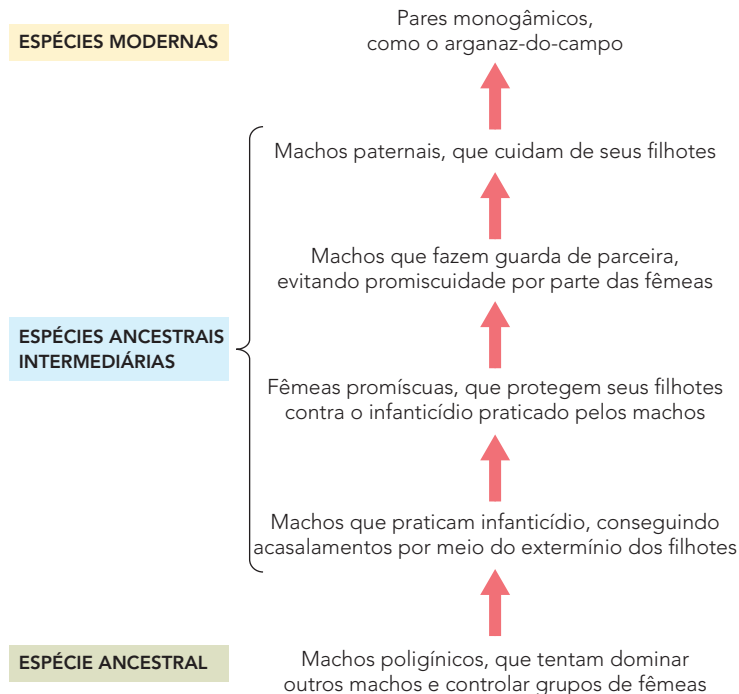 ESPÉCIES MODERNAS
Pares monogâmicos,
como o arganaz-do-campo
Machos paternais, que cuidam de seus filhotes
Machos que fazem guarda de parceira,
evitando promiscuidade por parte das fêmeas
ESPÉCIES ANCESTRAIS
INTERMEDIÁRIAS
Fêmeas promíscuas, que protegem seus filhotes
contra o infanticídio praticado pelos machos
Machos que praticam infanticídio, conseguindo
acasalamentos por meio do extermínio dos filhotes
ESPÉCIE ANCESTRAL
Machos poligínicos, que tentam dominar
outros machos e controlar grupos de fêmeas